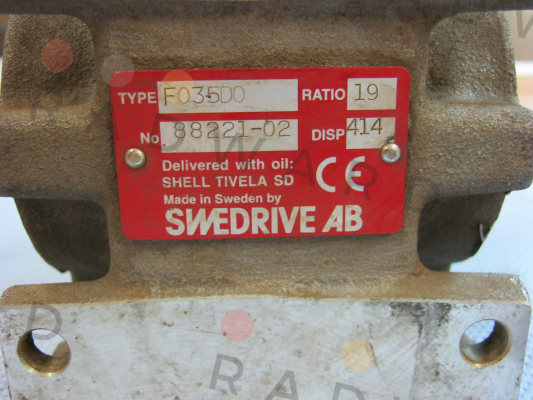 TYPE F035D0 RATIO 19
No 88221-02 DISP 414
Delivered with oil:
SHELL TIVELA SD CE
Made in Sweden by
SWEDRIVE AB